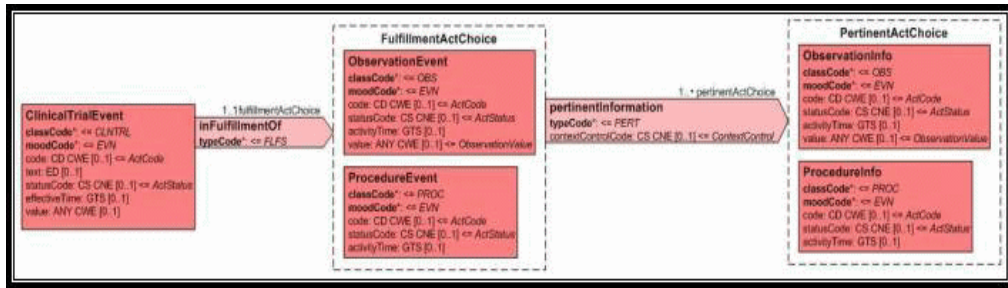 ClinicalTrialEvent
classCode*: <= CLNTRL
moodCode*: <= EVN
code: CD CWE [0..1] <= ActCode
text: ED [0..1]
statusCode: CS CNE [0..1] <= ActStatus
effectiveTime: GTS [0..1]
value: ANY CWE [0..1]
1..1 fulfillmentActChoice
inFulfillmentOf
typeCode*: <= FLFS
FulfillmentActChoice
ObservationEvent
classCode*: <= OBS
moodCode*: <= EVN
code: CD CWE [0..1] <= ActCode
statusCode: CS CNE [0..1] <= ActStatus
activityTime: GTS [0..1]
value: ANY CWE [0..1] <= ObservationValue
ProcedureEvent
classCode*: <= PROC
moodCode*: <= EVN
code: CD CWE [0..1] <= ActCode
statusCode: CS CNE [0..1] <= ActStatus
activityTime: GTS [0..1]
1..* pertinentActChoice
pertinentInformation
typeCode*: <= PERT
contextControlCode: CS CNE [0..1] <= ContextControl
PertinentActChoice
ObservationInfo
classCode*: <= OBS
moodCode*: <= EVN
code: CD CWE [0..1] <= ActCode
statusCode: CS CNE [0..1] <= ActStatus
activityTime: GTS [0..1]
value: ANY CWE [0..1] <= ObservationValue
ProcedureInfo
classCode*: <= PROC
moodCode*: <= EVN
code: CD CWE [0..1] <= ActCode
statusCode: CS CNE [0..1] <= ActStatus
activityTime: GTS [0..1]